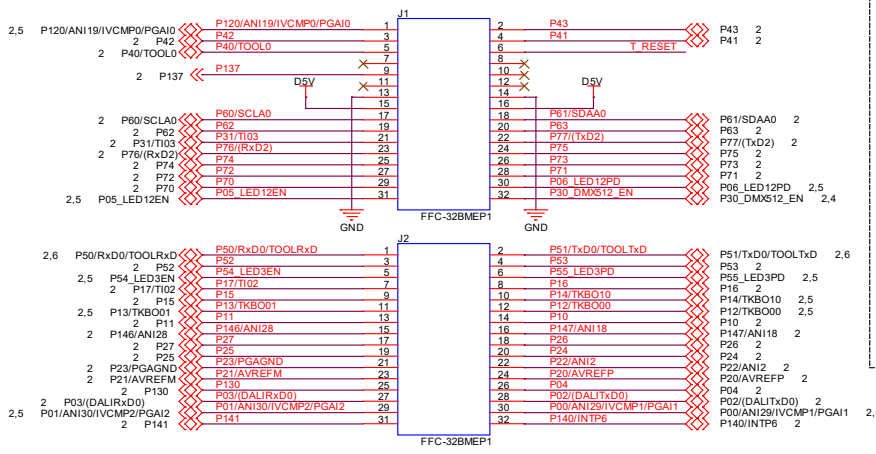 J1
2,5 P120/ANI19/IVCMP0/PGAI0 P120/ANI19/IVCMP0/PGAI0 1 2 P43 P43 2
2 P42 P42 3 4 P41 P41 2
2 P40/TOOL0 P40/TOOL0 5 6 T_RESET
7 8
2 P137 P137 9 10
D5V 11 12 D5V
13 14
15 16
2 P60/SCLA0 P60/SCLA0 17 18 P61/SDAA0 P61/SDAA0 2
2 P62 P62 19 20 P63 P63 2
2 P31/TI03 P31/TI03 21 22 P77/(TxD2) P77/(TxD2) 2
2 P76/(RxD2) P76/(RxD2) 23 24 P75 P75 2
2 P74 P74 25 26 P73 P73 2
2 P72 P72 27 28 P71 P71 2
2 P70 P70 29 30 P06_LED12PD P06_LED12PD 2,5
2,5 P05_LED12EN P05_LED12EN 31 32 P30_DMX512_EN P30_DMX512_EN 2,4
GND FFC-32BMEP1 GND
J2
2,6 P50/RxD0/TOOLRxD P50/RxD0/TOOLRxD 1 2 P51/TxD0/TOOLTxD P51/TxD0/TOOLTxD 2,6
2 P52 P52 3 4 P53 P53 2
2,5 P54_LED3EN P54_LED3EN 5 6 P55_LED3PD P55_LED3PD 2,5
2 P17/TI02 P17/TI02 7 8 P16 P16 2
2 P15 P15 9 10 P14/TKBO10 P14/TKBO10 2,5
2,5 P13/TKBO01 P13/TKBO01 11 12 P12/TKBO00 P12/TKBO00 2,5
2 P11 P11 13 14 P10 P10 2
2 P146/ANI28 P146/ANI28 15 16 P147/ANI18 P147/ANI18 2
2 P27 P27 17 18 P26 P26 2
2 P25 P25 19 20 P24 P24 2
2 P23/PGAGND P23/PGAGND 21 22 P22/ANI2 P22/ANI2 2
2 P21/AVREFM P21/AVREFM 23 24 P20/AVREFP P20/AVREFP 2
2 P130 P130 25 26 P04 P04 2
2 P03/(DALIRxD0) P03/(DALIRxD0) 27 28 P02/(DALITxD0) P02/(DALITxD0) 2
2,5 P01/ANI30/IVCMP2/PGAI2 P01/ANI30/IVCMP2/PGAI2 29 30 P00/ANI29/IVCMP1/PGAI1 P00/ANI29/IVCMP1/PGAI1 2,
2 P141 P141 31 32 P140/INTP6 P140/INTP6 2
FFC-32BMEP1